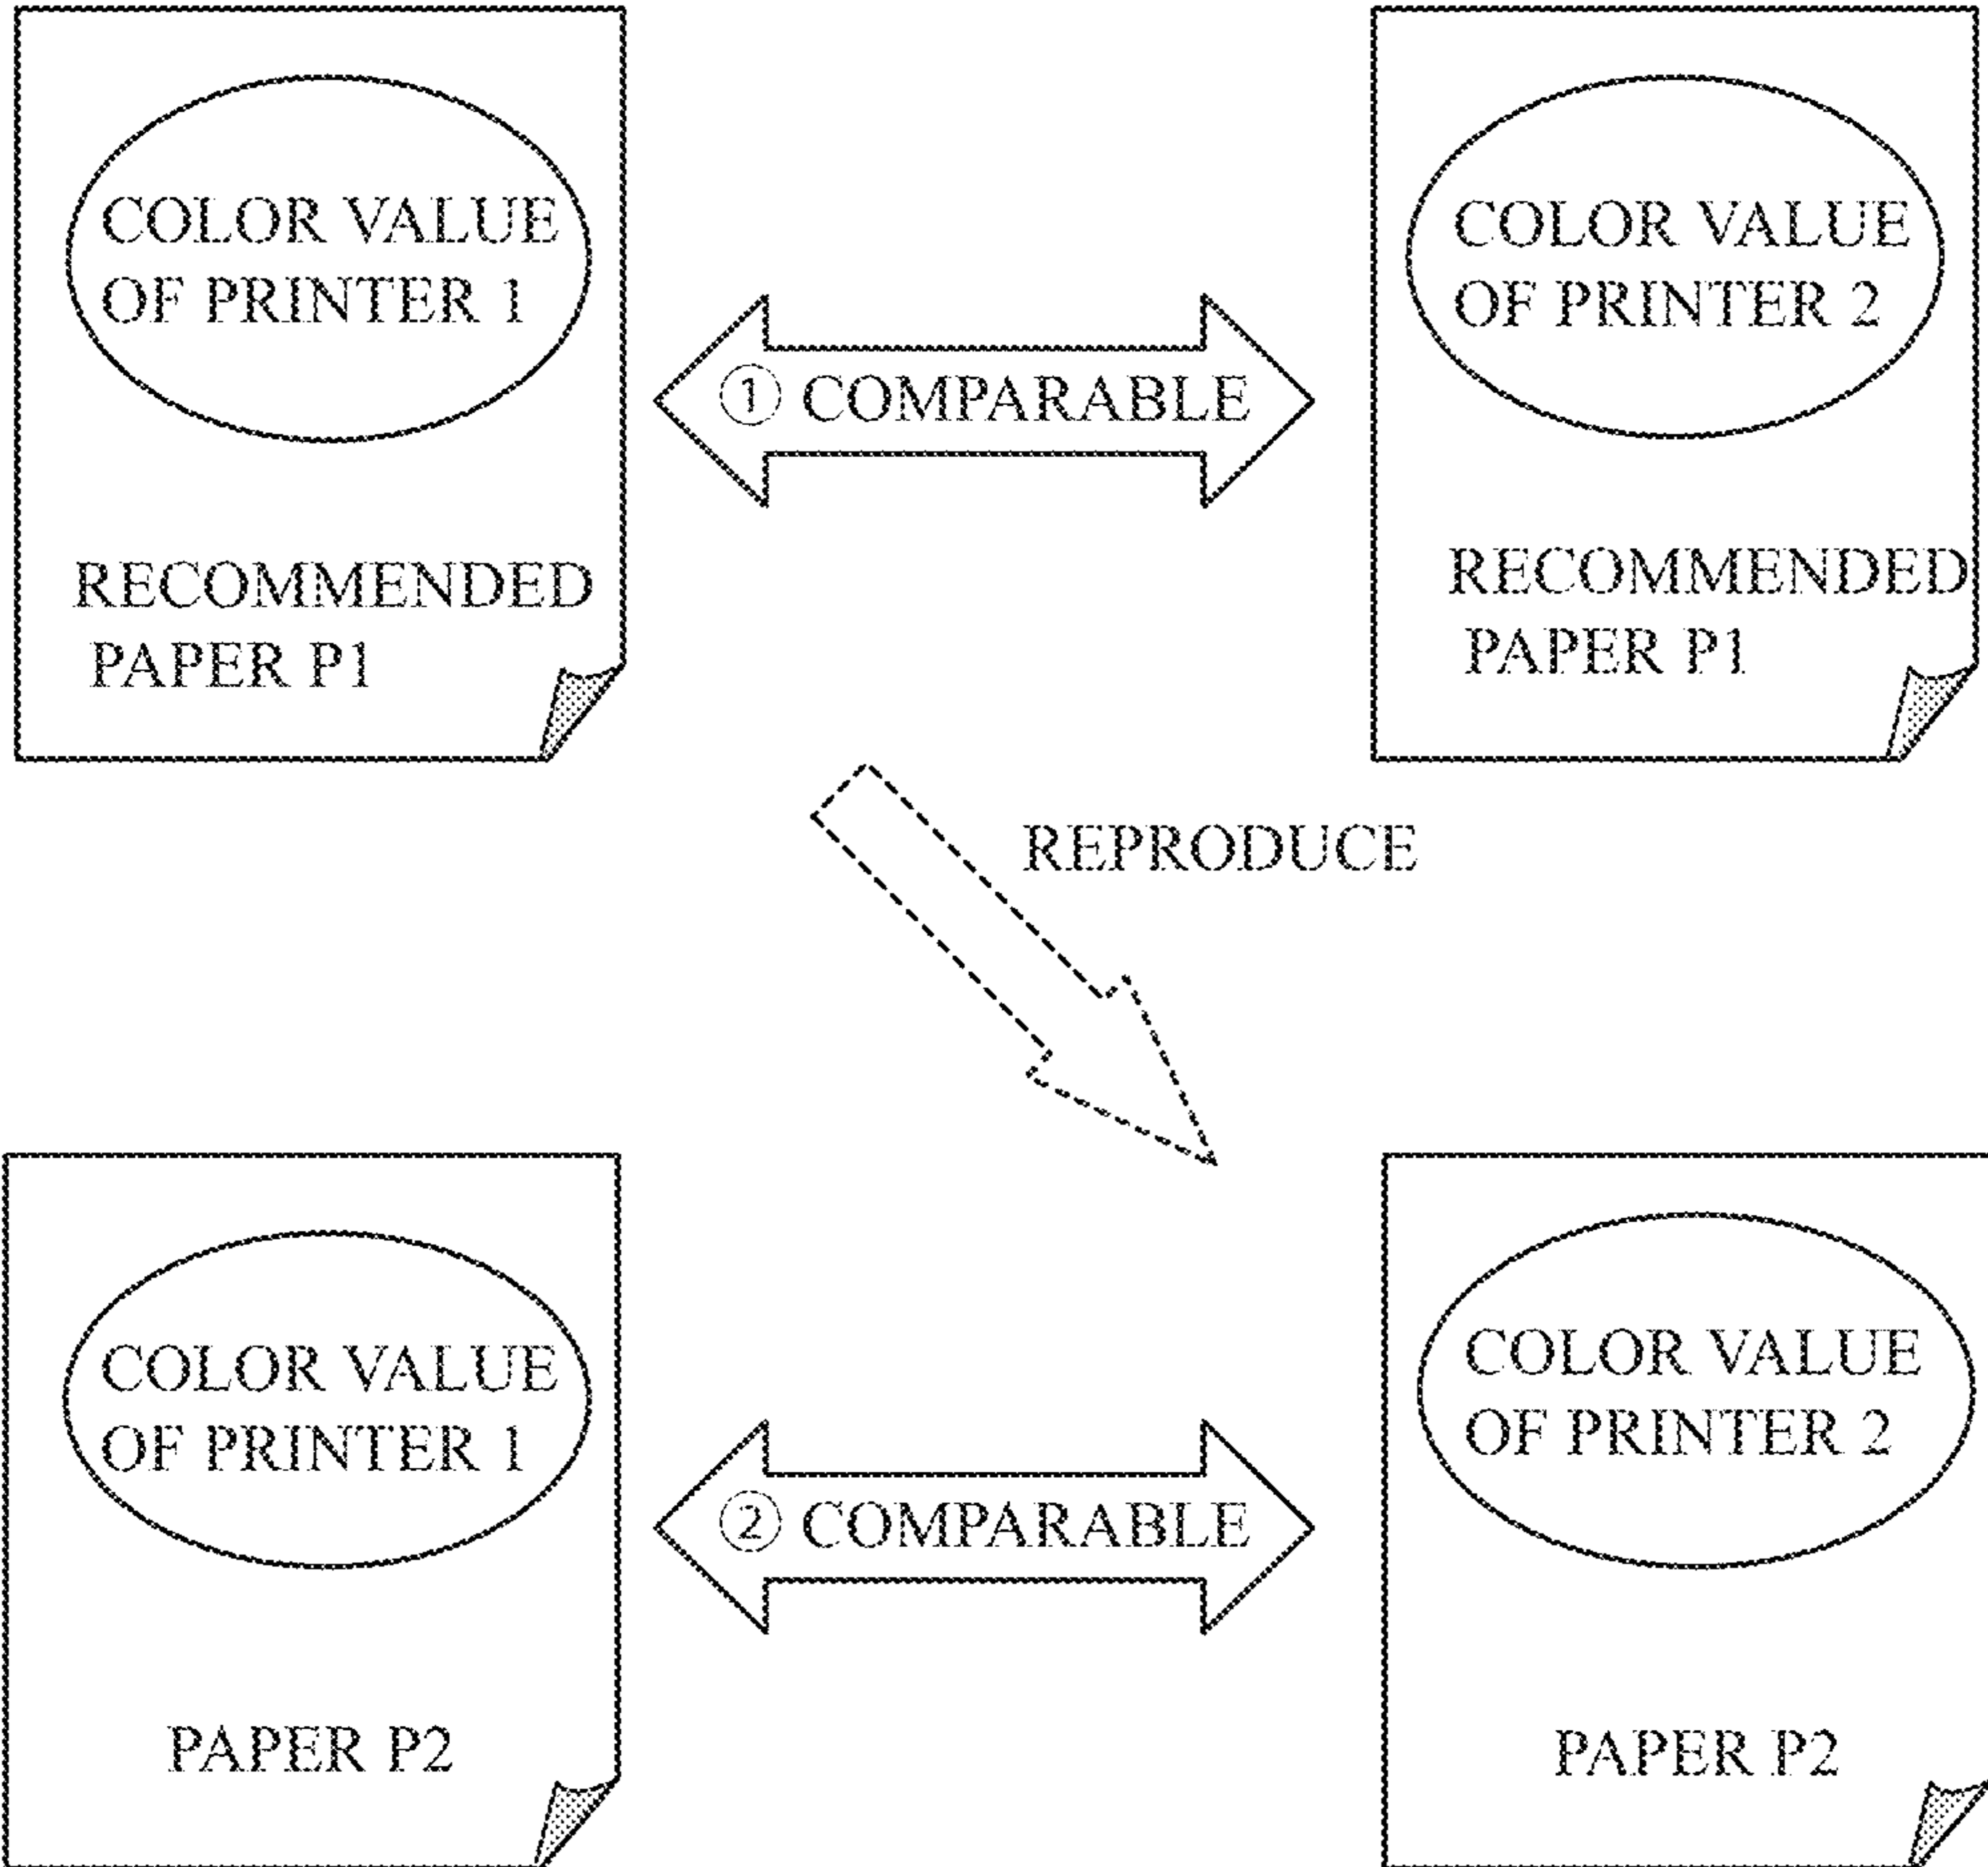 COLOR VALUE
OF PRINTER 1
RECOMMENDED
PAPER P1
① COMPARABLE
COLOR VALUE
OF PRINTER 2
RECOMMENDED
PAPER P1
REPRODUCE
COLOR VALUE
OF PRINTER 1
PAPER P2
② COMPARABLE
COLOR VALUE
OF PRINTER 2
PAPER P2